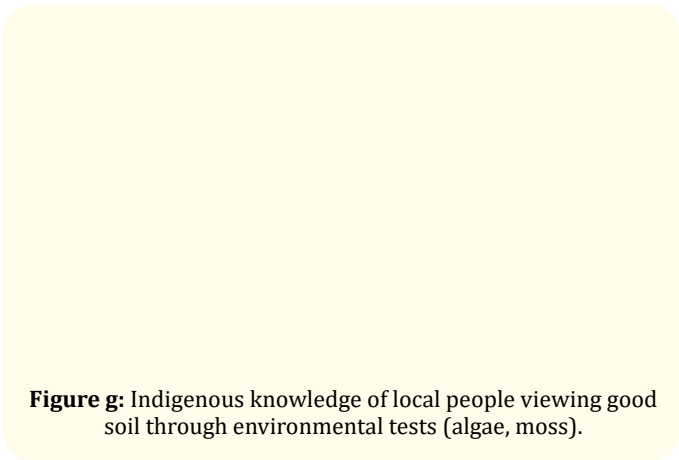 Figure g: Indigenous knowledge of local people viewing good
soil through environmental tests (algae, moss).